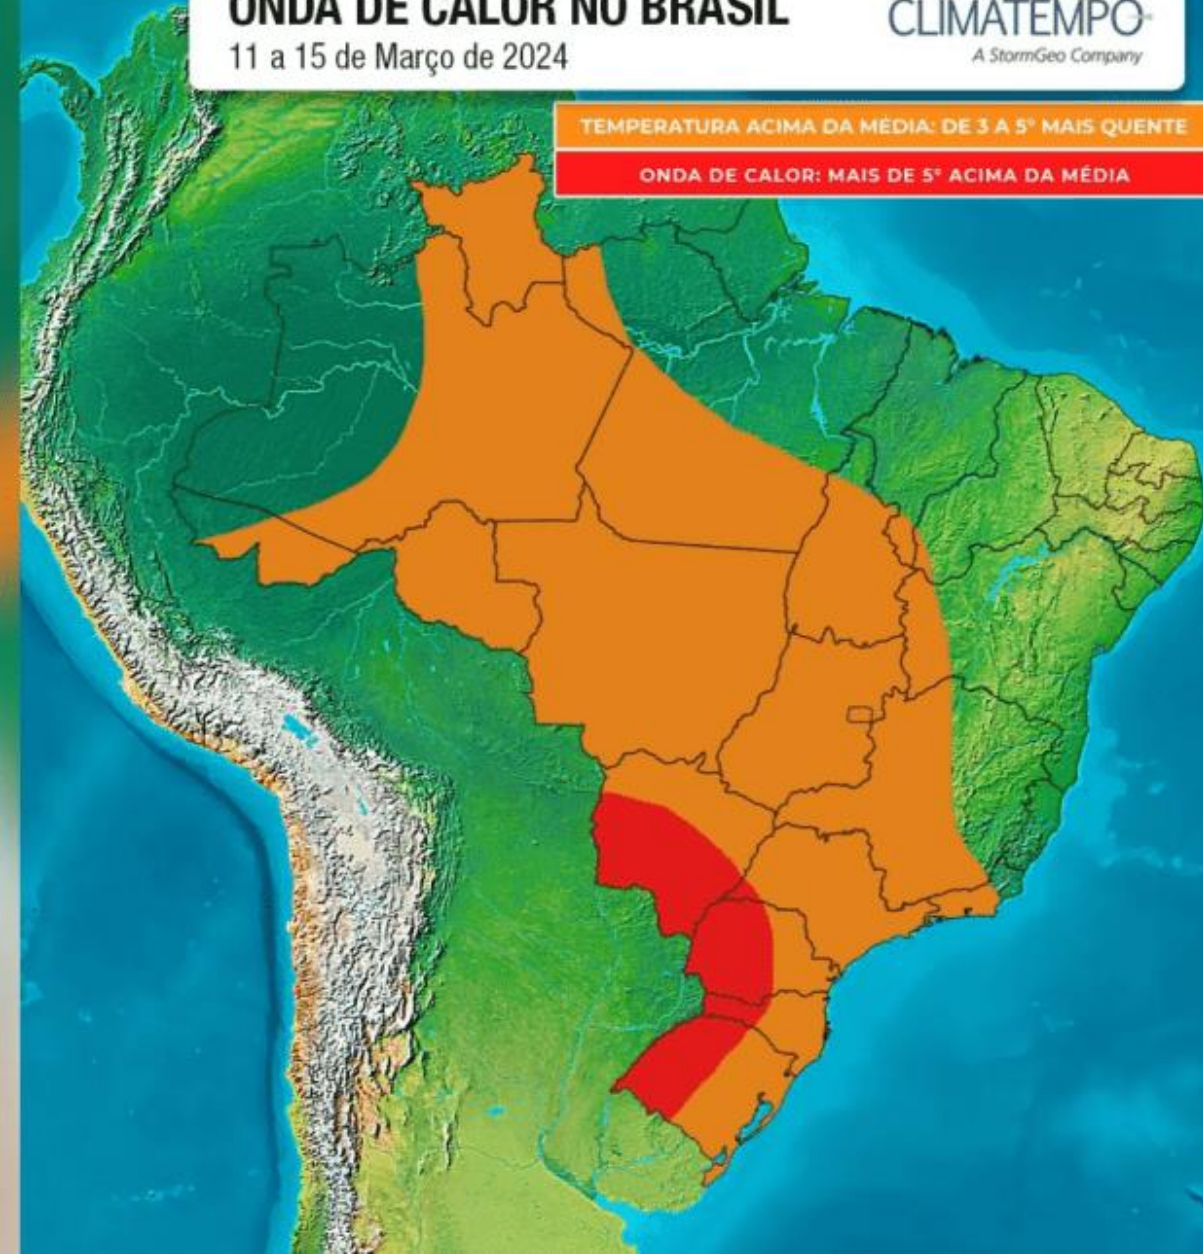 ONDA DE CALOR NO BRASIL
11 a 15 de Março de 2024
CLIMATEMPO
A StormGeo Company
TEMPERATURA ACIMA DA MÉDIA: DE 3 A 5° MAIS QUENTE
ONDA DE CALOR: MAIS DE 5° ACIMA DA MÉDIA